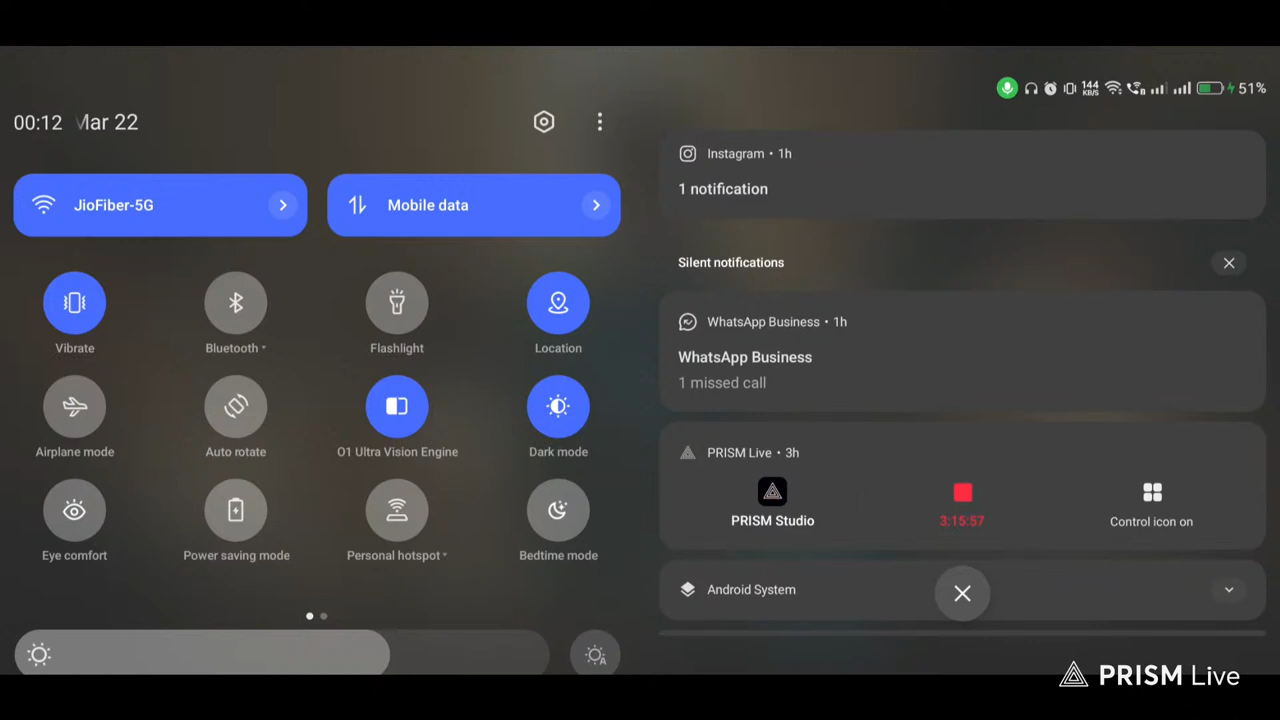 144
KB/S
51%
00:12
Mar 22
JioFiber-5G
Mobile data
Vibrate
Bluetooth
Flashlight
Location
Airplane mode
Auto rotate
O1 Ultra Vision Engine
Dark mode
Eye comfort
Power saving mode
Personal hotspot
Bedtime mode
A
Instagram • 1h
1 notification
Silent notifications
WhatsApp Business • 1h
WhatsApp Business
1 missed call
PRISM Live • 3h
PRISM Studio
3:15:57
Control icon on
Android System
PRISM Live